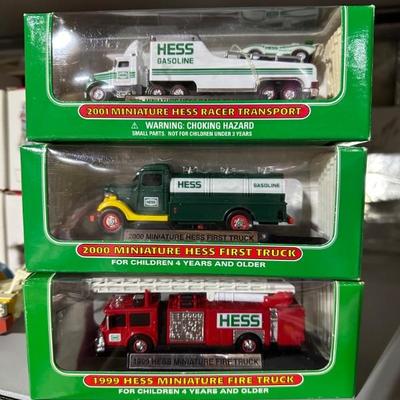 HESS
GASOLINE
2001 MINIATURE HESS RACER TRANSPORT
WARNING: CHOKING HAZARD
SMALL PARTS. NOT FOR CHILDREN UNDER 3 YEARS
HESS GASOLINE
2000 MINIATURE HESS FIRST TRUCK
2000 MINIATURE HESS FIRST TRUCK
FOR CHILDREN 4 YEARS AND OLDER
HESS
1999 HESS MINIATURE FIRE TRUCK
1999 HESS MINIATURE FIRE TRUCK
FOR CHILDREN 4 YEARS AND OLDER